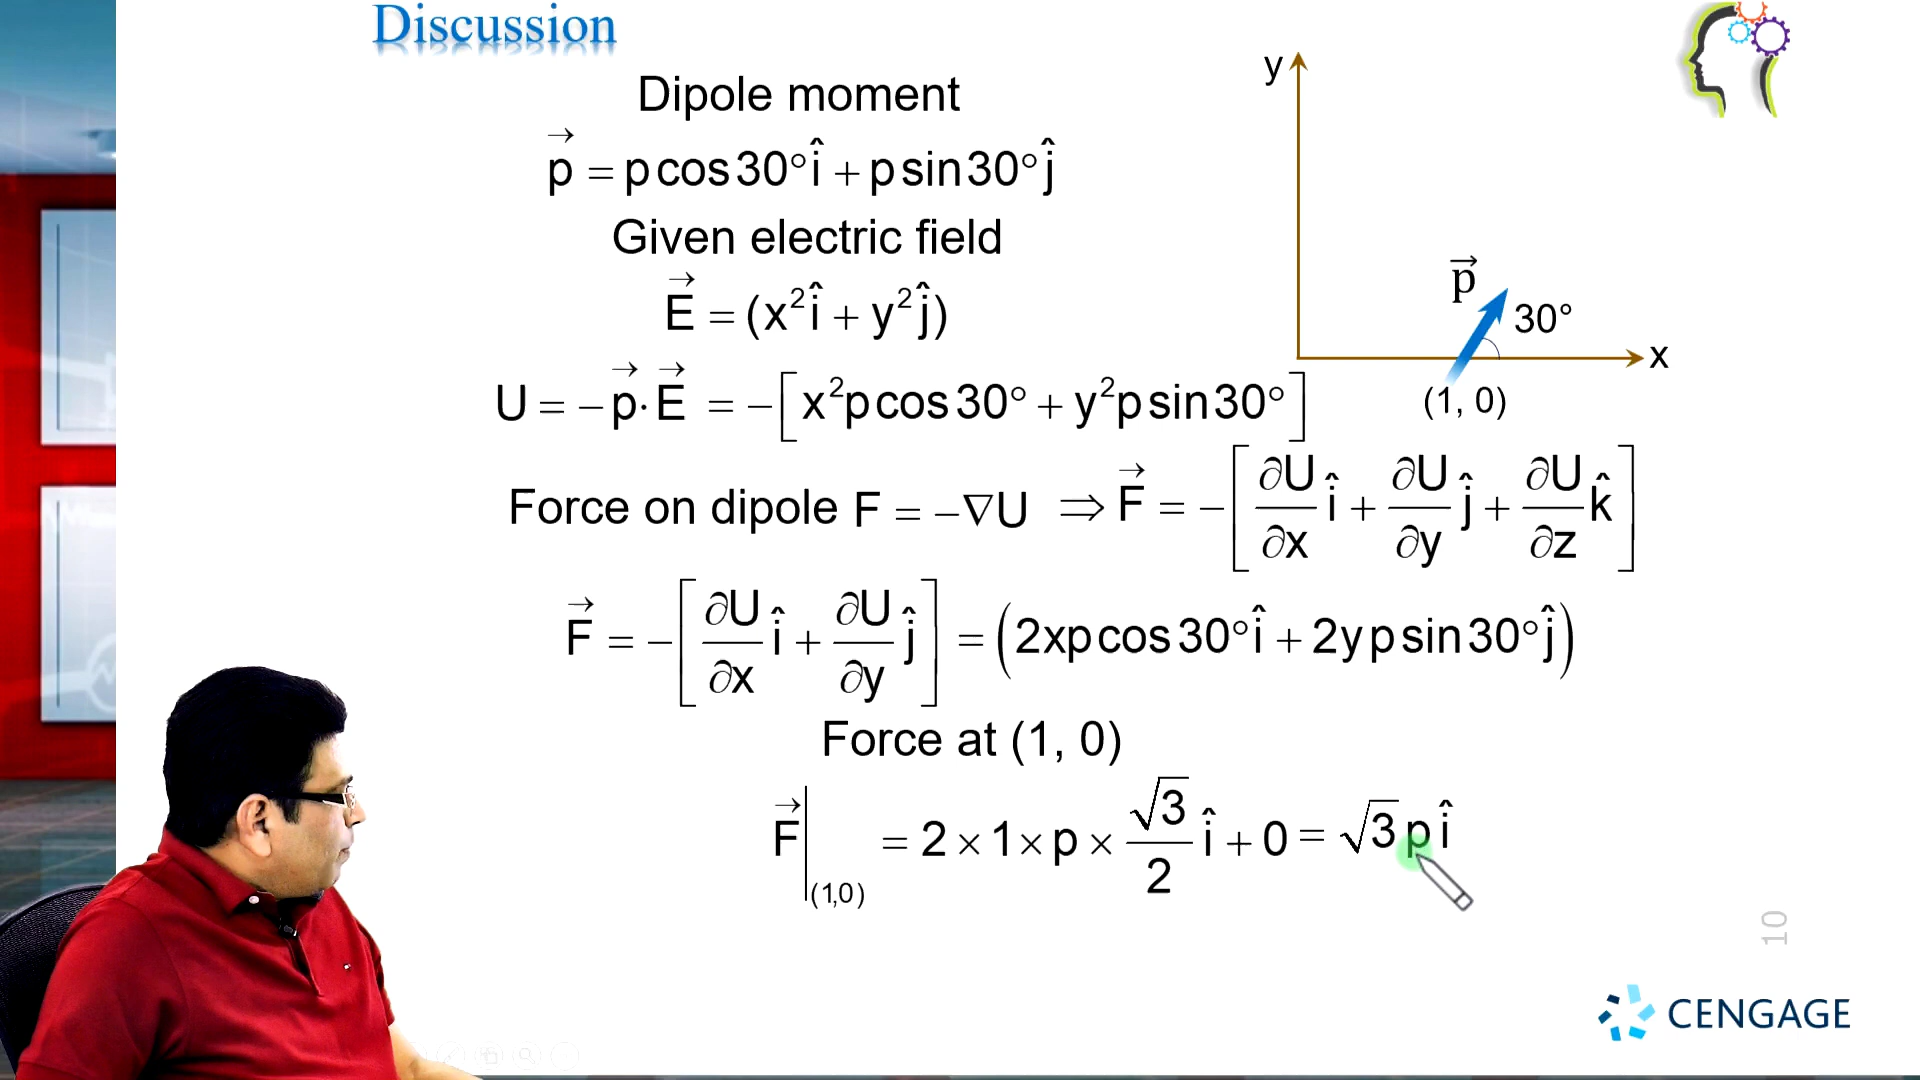 Discussion
Dipole moment
p⃗ = p cos 30° î + p sin 30° ĵ
Given electric field
E⃗ = (x² î + y² ĵ)
U = −p⃗·E⃗ = −[x²p cos 30° + y²p sin 30°]
Force on dipole F = −∇U ⇒ F⃗ = −[∂U/∂x î + ∂U/∂y ĵ + ∂U/∂z k̂]
F⃗ = −[∂U/∂x î + ∂U/∂y ĵ] = (2xp cos 30° î + 2yp sin 30° ĵ)
Force at (1, 0)
F⃗|(1,0) = 2 × 1 × p × √3/2 î + 0 = √3 p î
y
p⃗
30°
x
(1, 0)
10
CENGAGE